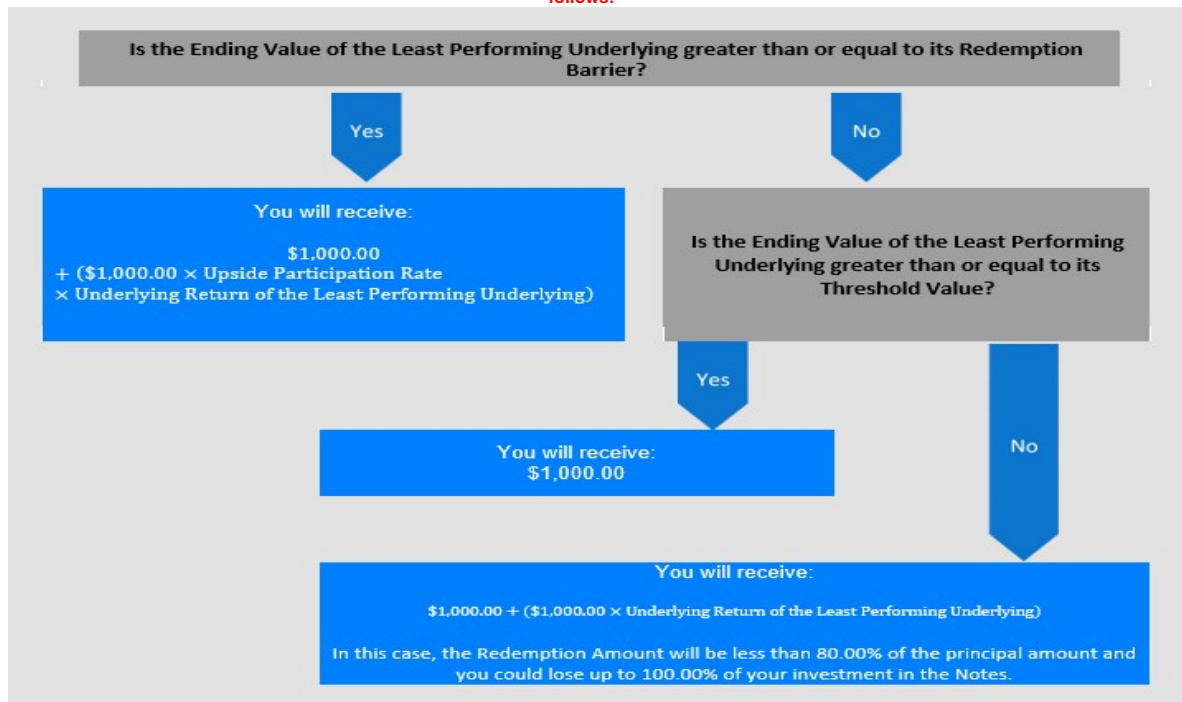 follows:
Is the Ending Value of the Least Performing Underlying greater than or equal to its Redemption
Barrier?
Yes
No
You will receive:
$1,000.00
+ ($1,000.00 × Upside Participation Rate
× Underlying Return of the Least Performing Underlying)
Is the Ending Value of the Least Performing
Underlying greater than or equal to its
Threshold Value?
Yes
No
You will receive:
$1,000.00
You will receive:
$1,000.00 + ($1,000.00 × Underlying Return of the Least Performing Underlying)
In this case, the Redemption Amount will be less than 80.00% of the principal amount and
you could lose up to 100.00% of your investment in the Notes.